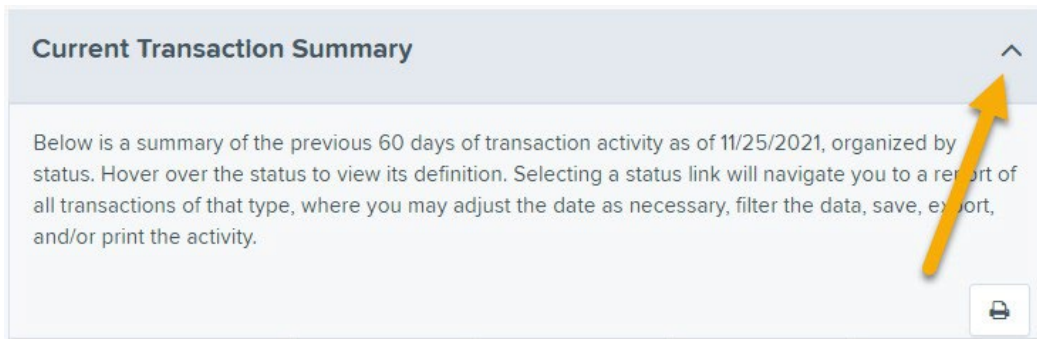 Current Transaction Summary
Below is a summary of the previous 60 days of transaction activity as of 11/25/2021, organized by
status. Hover over the status to view its definition. Selecting a status link will navigate you to a report of
all transactions of that type, where you may adjust the date as necessary, filter the data, save, export,
and/or print the activity.